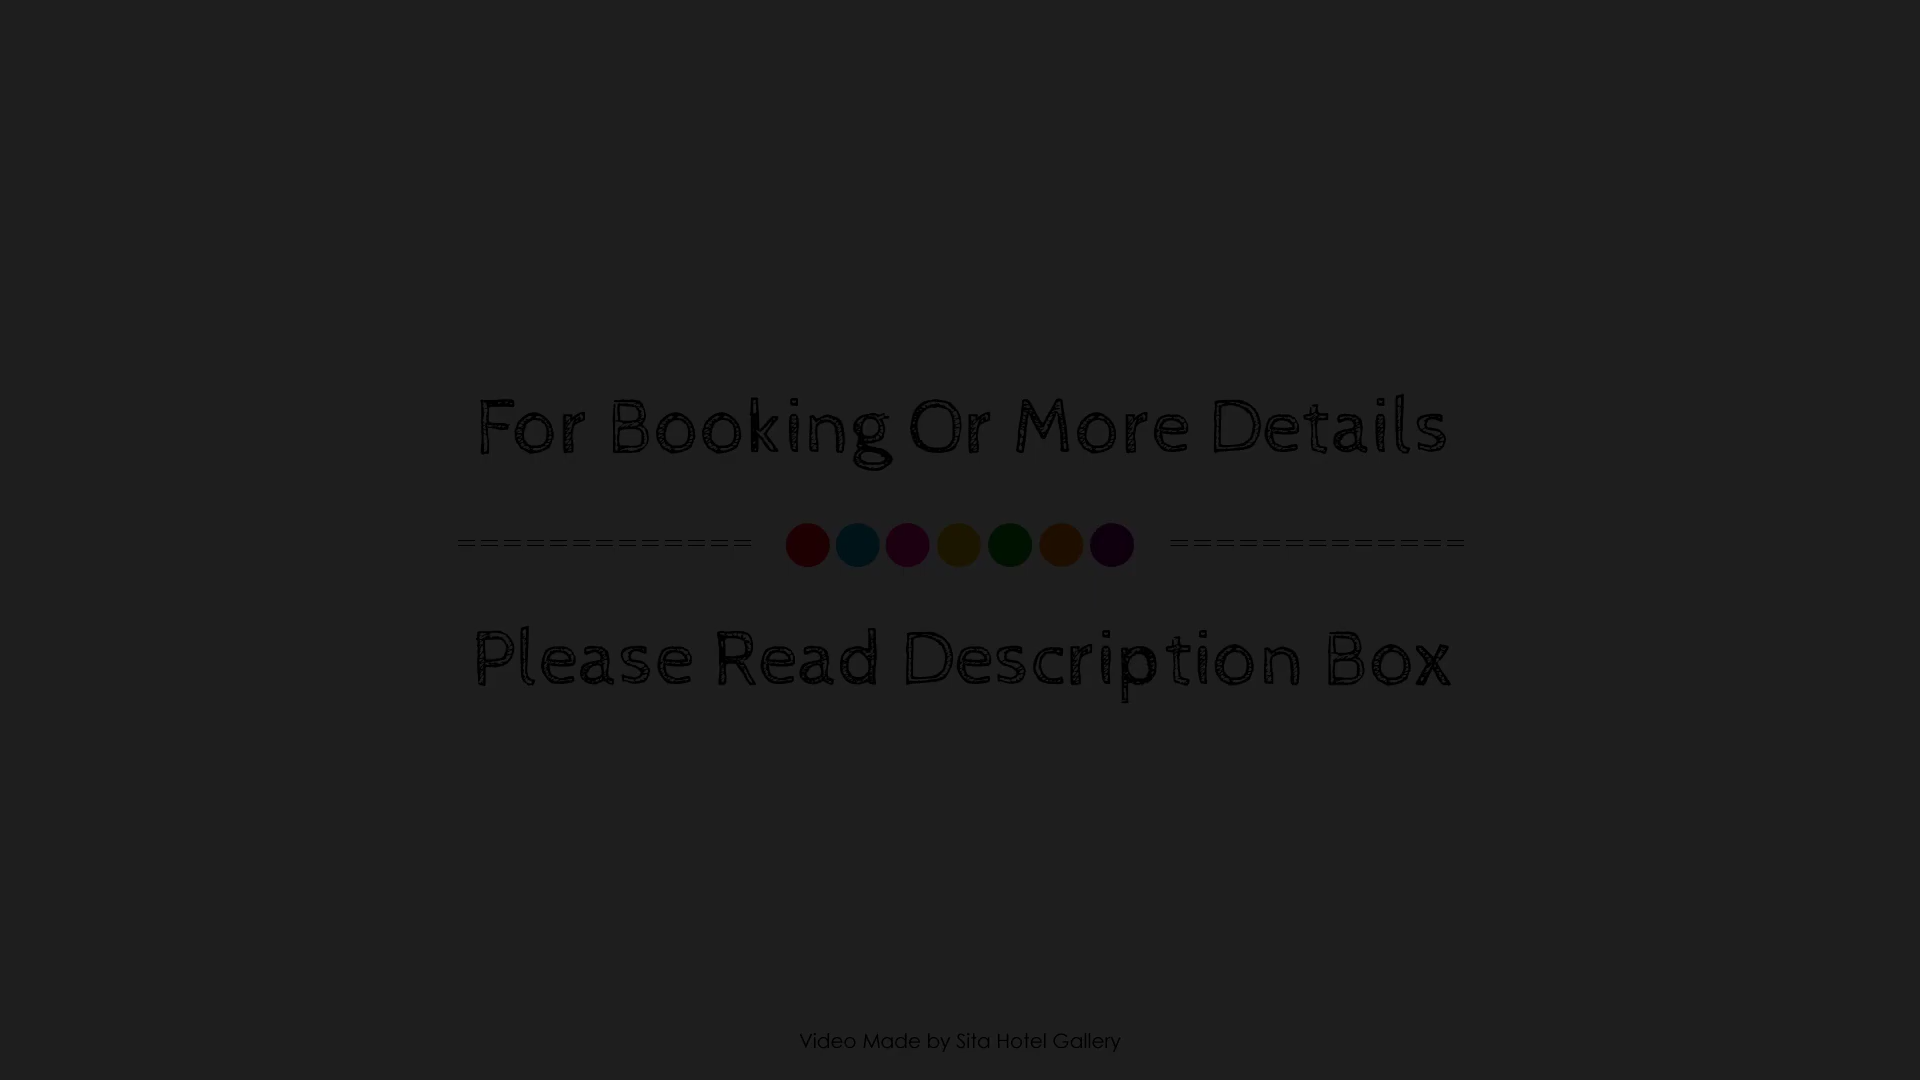 For Booking Or More Details
============= =============
Please Read Description Box
Video Made by Sita Hotel Gallery